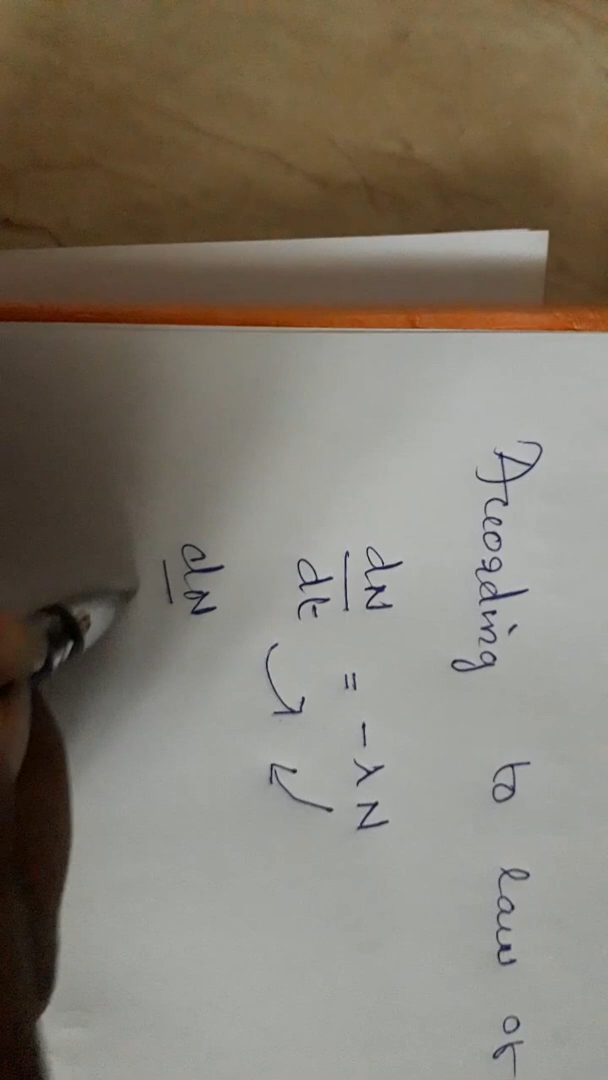 According to law of
dN/dt = -λN
dN